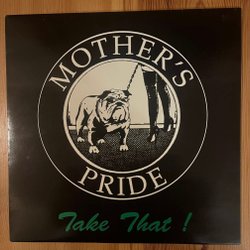 MOTHER'S
PRIDE
Take That !